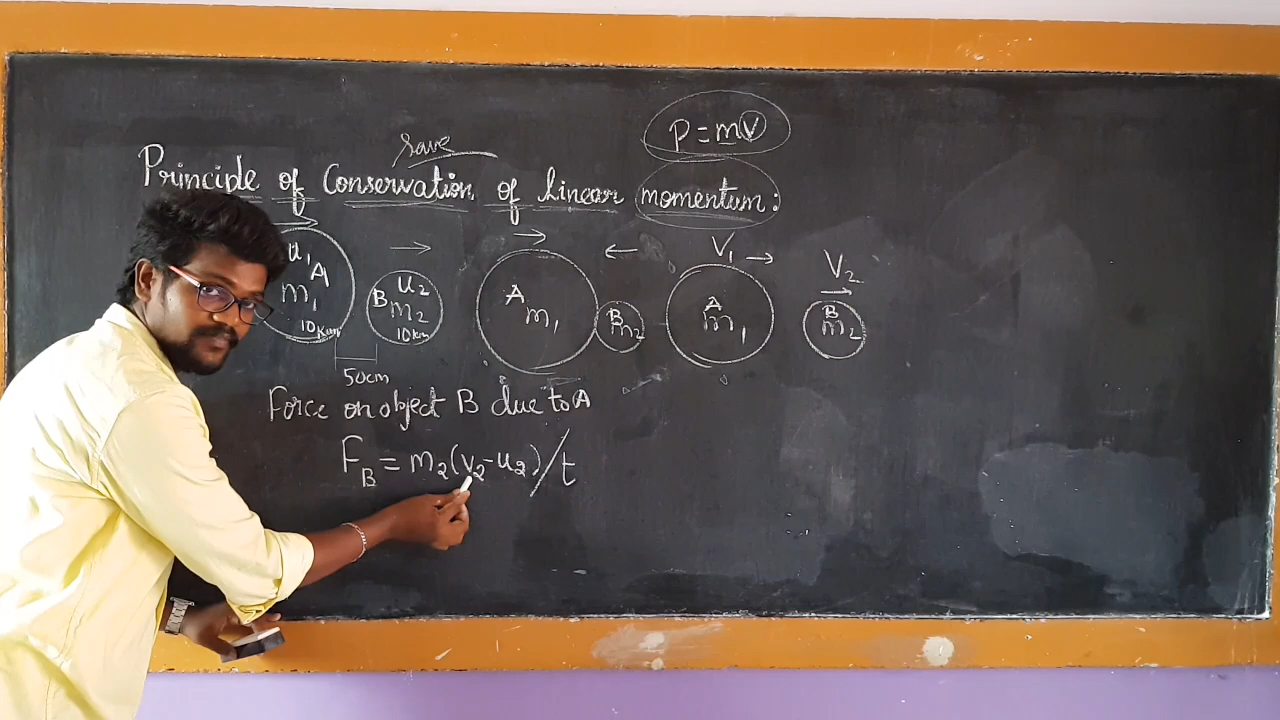 P = mv
save
Principle of Conservation of linear momentum:
u1 A m1 10km
B u2 m2 10km
50cm
A m1
B m2
V1
A m1
V2
B m2
Force on object B due to A
FB = m2(v2-u2)/t